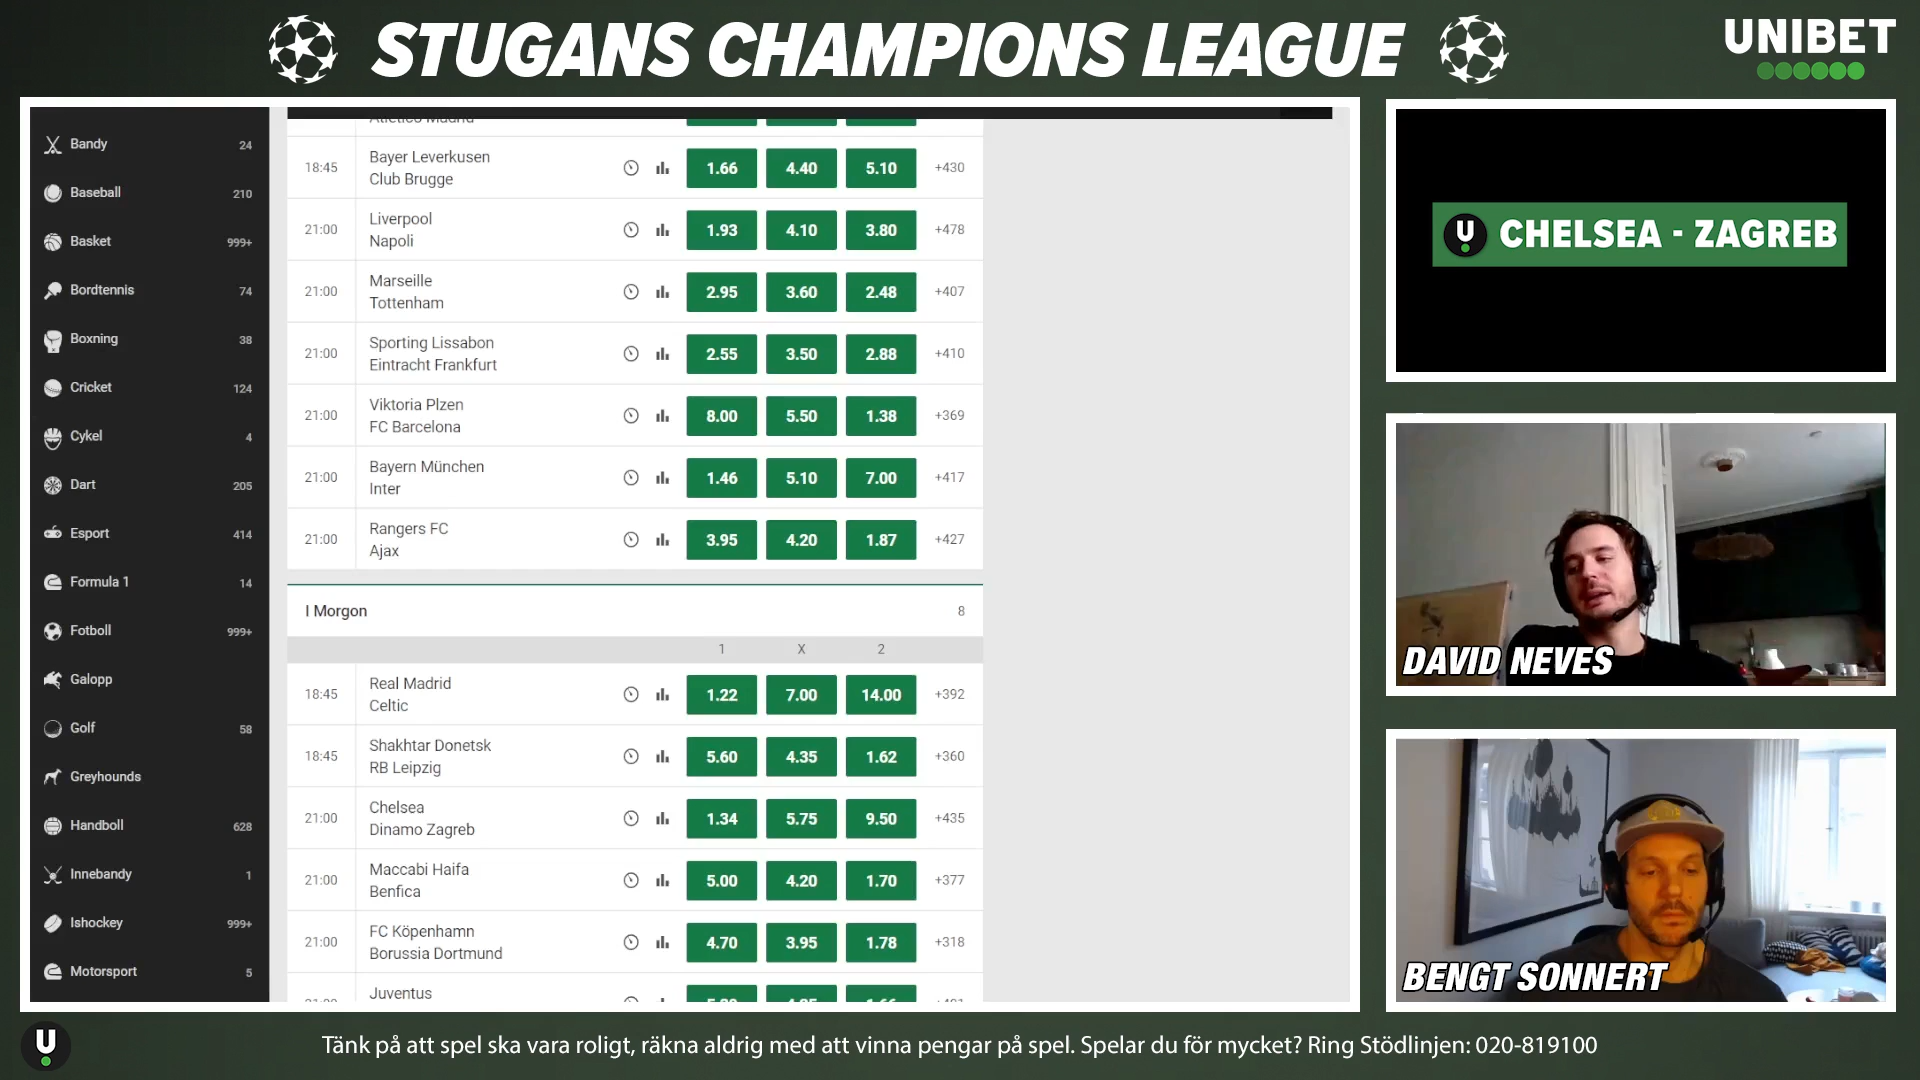 STUGANS CHAMPIONS LEAGUE
UNIBET
Bandy 24
Baseball 210
Basket 999+
Bordtennis 74
Boxning 38
Cricket 124
Cykel 4
Dart 205
Esport 414
Formula 1 14
Fotboll 999+
Galopp
Golf 58
Greyhounds
Handboll 628
Innebandy 1
Ishockey 999+
Motorsport 5
Atlético Madrid
18:45 Bayer Leverkusen 1.66 4.40 5.10 +430
Club Brugge
21:00 Liverpool 1.93 4.10 3.80 +478
Napoli
21:00 Marseille 2.95 3.60 2.48 +407
Tottenham
21:00 Sporting Lissabon 2.55 3.50 2.88 +410
Eintracht Frankfurt
21:00 Viktoria Plzen 8.00 5.50 1.38 +369
FC Barcelona
21:00 Bayern München 1.46 5.10 7.00 +417
Inter
21:00 Rangers FC 3.95 4.20 1.87 +427
Ajax
I Morgon 8
1 X 2
18:45 Real Madrid 1.22 7.00 14.00 +392
Celtic
18:45 Shakhtar Donetsk 5.60 4.35 1.62 +360
RB Leipzig
21:00 Chelsea 1.34 5.75 9.50 +435
Dinamo Zagreb
21:00 Maccabi Haifa 5.00 4.20 1.70 +377
Benfica
21:00 FC Köpenhamn 4.70 3.95 1.78 +318
Borussia Dortmund
21:00 Juventus
U CHELSEA - ZAGREB
DAVID NEVES
BENGT SONNERT
U Tänk på att spel ska vara roligt, räkna aldrig med att vinna pengar på spel. Spelar du för mycket? Ring Stödlinjen: 020-819100